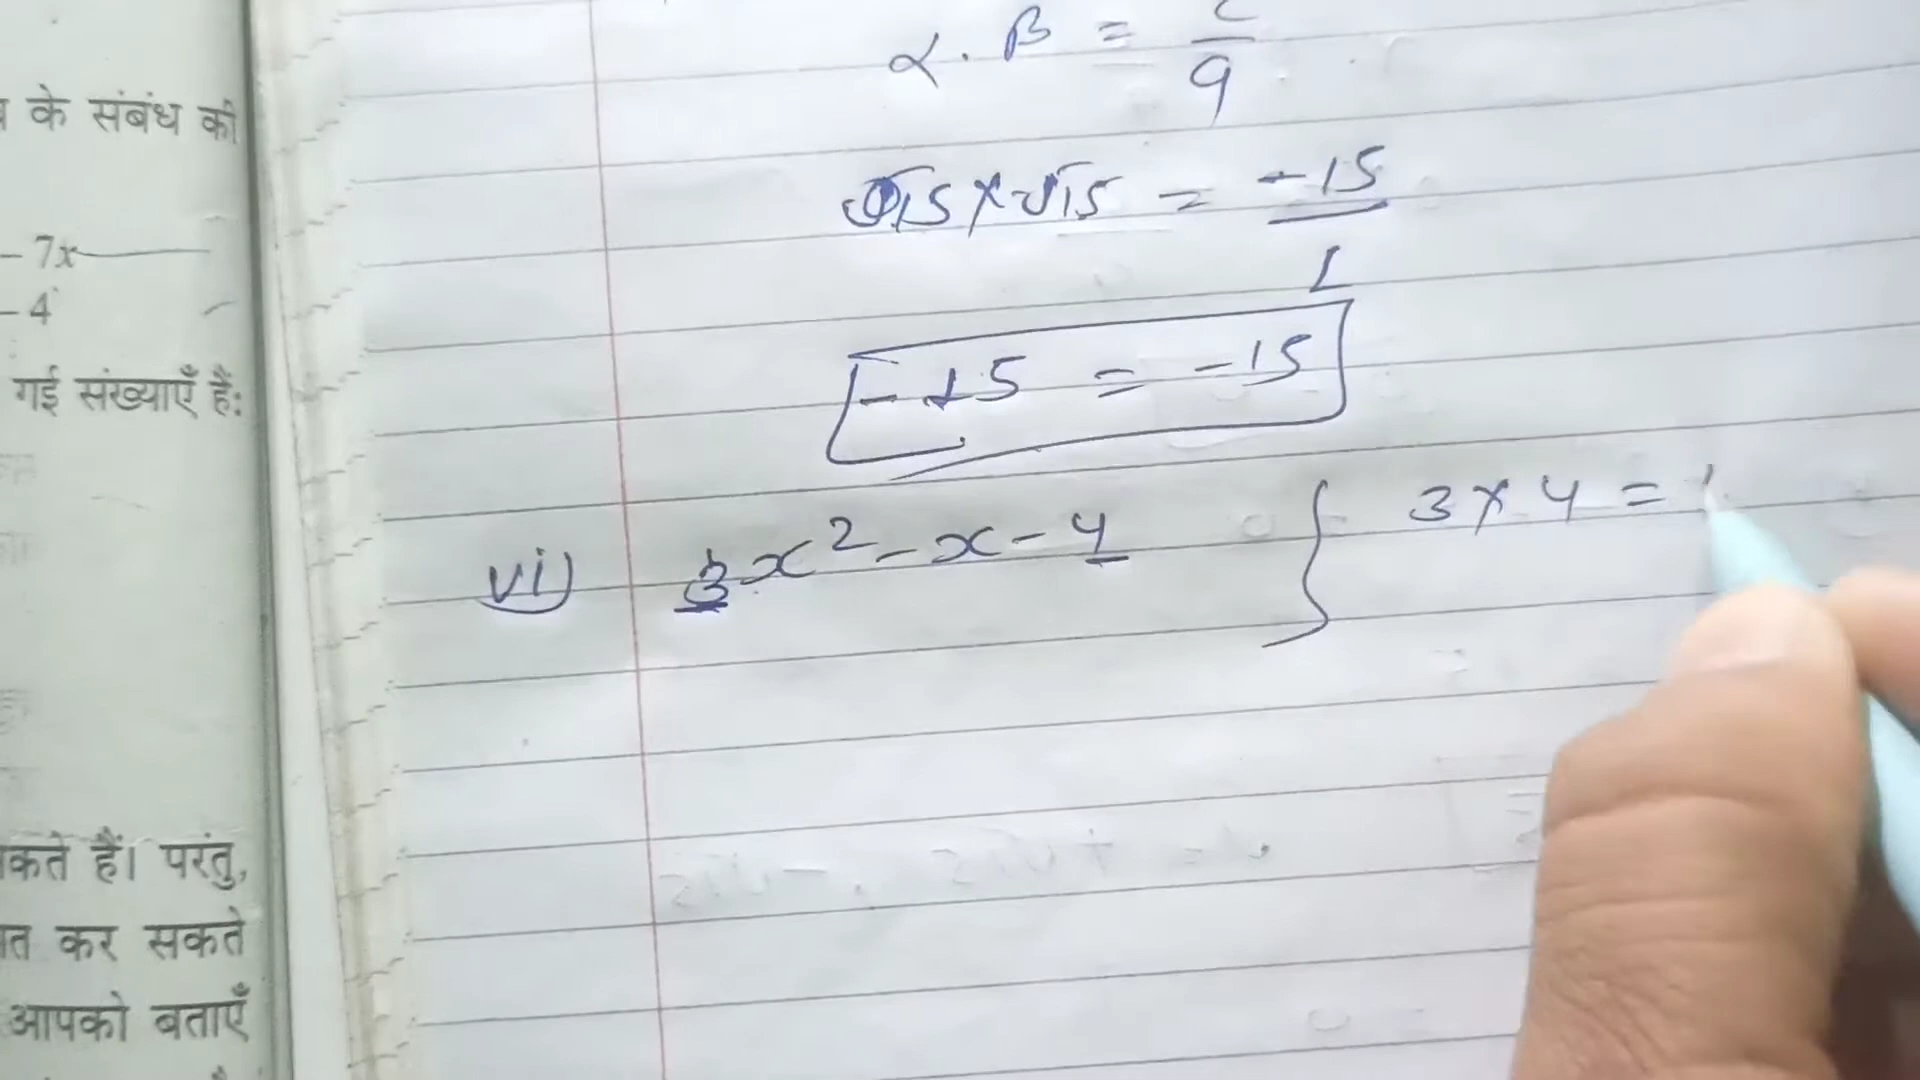 के संबंध की
- 7x
- 4
गई संख्याएँ हैं:
कते हैं। परंतु,
कर सकते
आपको बताएँ
α . β = c/a
√15 × -√15 = -15/1
-15 = -15
vi) 3x² - x - 4 } 3 × 4 =